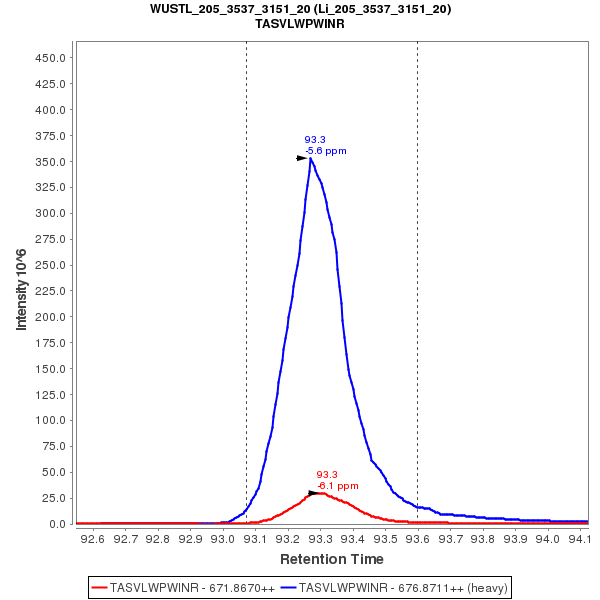 WUSTL_205_3537_3151_20 (Li_205_3537_3151_20)
TASVLWPWINR
Intensity 10^6
450.0
425.0
400.0
375.0
350.0
325.0
300.0
275.0
250.0
225.0
200.0
175.0
150.0
125.0
100.0
75.0
50.0
25.0
0.0
93.3
-5.6 ppm
93.3
-6.1 ppm
92.6 92.7 92.8 92.9 93.0 93.1 93.2 93.3 93.4 93.5 93.6 93.7 93.8 93.9 94.0 94.1
Retention Time
TASVLWPWINR - 671.8670++ TASVLWPWINR - 676.8711++ (heavy)